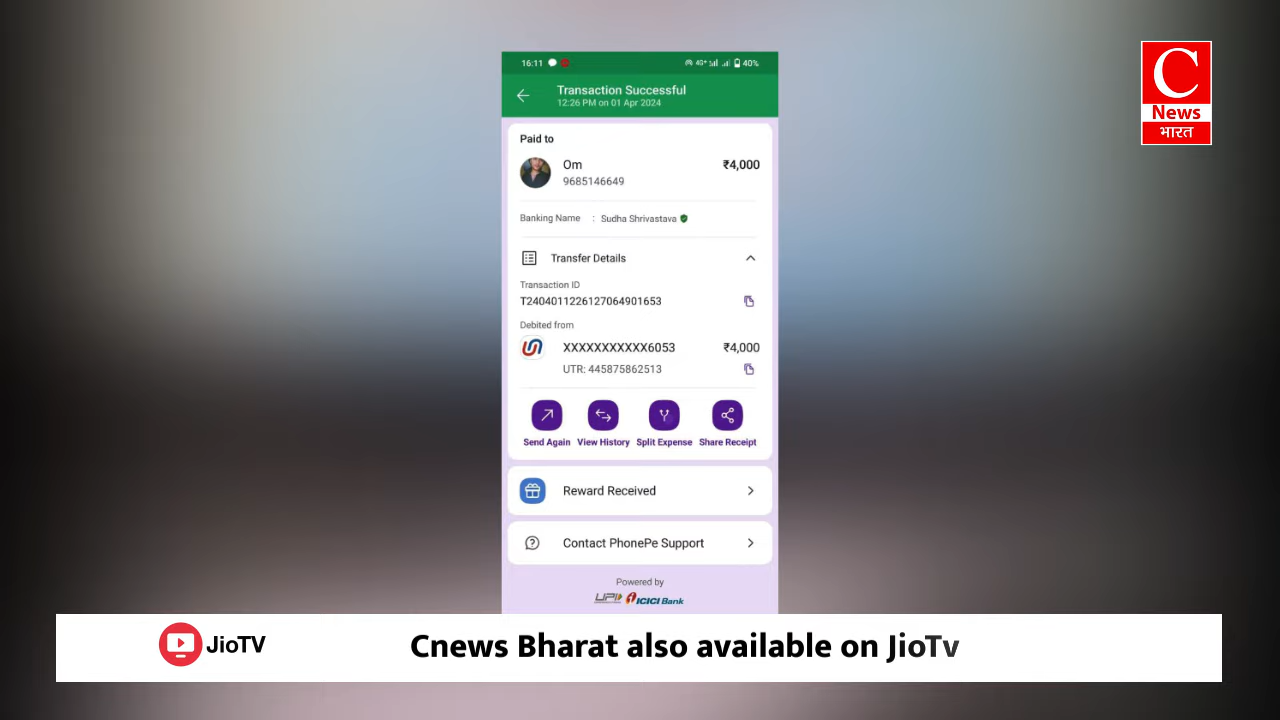 C
News
भारत
16:11
4G+
40%
Transaction Successful
12:26 PM on 01 Apr 2024
Paid to
Om ₹4,000
9685146649
Banking Name : Sudha Shrivastava
Transfer Details
Transaction ID
T2404011226127064901653
Debited from
XXXXXXXXXXX6053 ₹4,000
UTR: 445875862513
Send Again View History Split Expense Share Receipt
Reward Received
Contact PhonePe Support
Powered by
UPI ICICI Bank
JioTV Cnews Bharat also available on JioTv